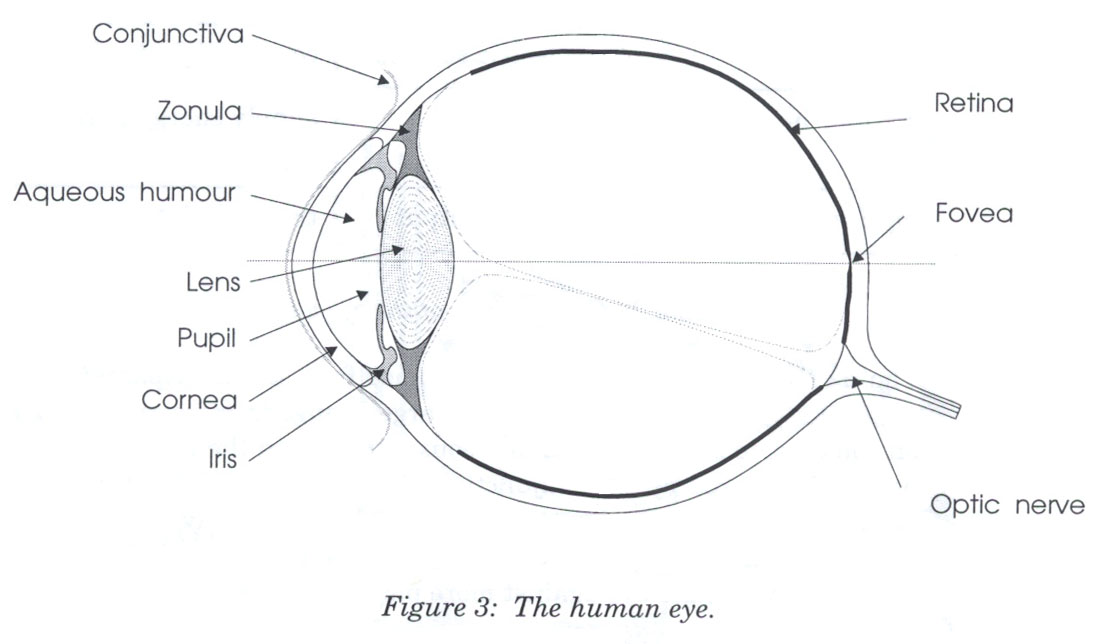 Conjunctiva
Zonula
Aqueous humour
Lens
Pupil
Cornea
Iris
Retina
Fovea
Optic nerve
Figure 3: The human eye.